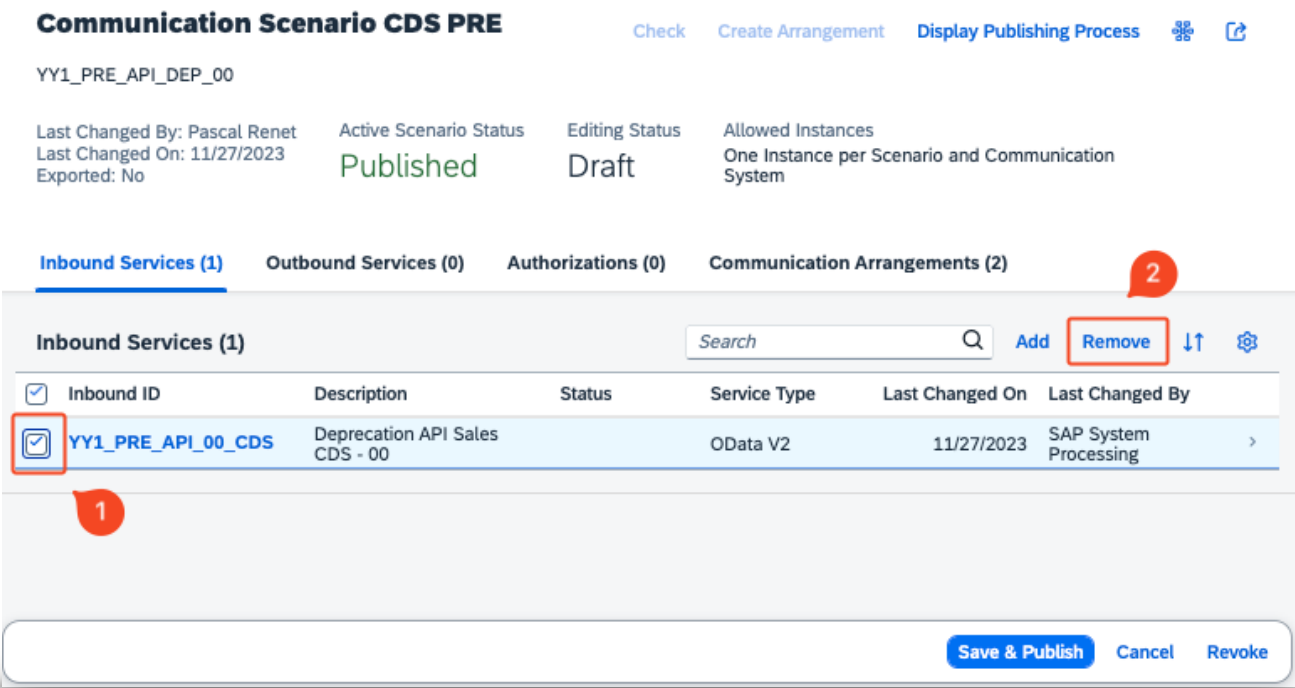 Communication Scenario CDS PRE
Check Create Arrangement Display Publishing Process
YY1_PRE_API_DEP_00
Last Changed By: Pascal Renet
Last Changed On: 11/27/2023
Exported: No
Active Scenario Status
Published
Editing Status
Draft
Allowed Instances
One Instance per Scenario and Communication
System
Inbound Services (1) Outbound Services (0) Authorizations (0) Communication Arrangements (2)
2
Inbound Services (1) Search Add Remove
Inbound ID Description Status Service Type Last Changed On Last Changed By
YY1_PRE_API_00_CDS
Deprecation API Sales
CDS - 00
OData V2
11/27/2023
SAP System
Processing
1
Save & Publish Cancel Revoke